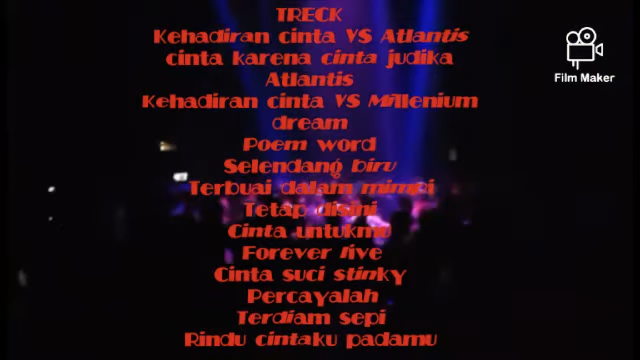 TRECK
Kehadiran cinta VS Atlantis
cinta karena cinta judika
Atlantis
Kehadiran cinta VS Millenium
dream
Poem word
Selendang biru
Terbuai dalam mimpi
Tetap disini
Cinta untukmu
Forever live
Cinta suci stinky
Percayalah
Terdiam sepi
Rindu cintaku padamu
Film Maker